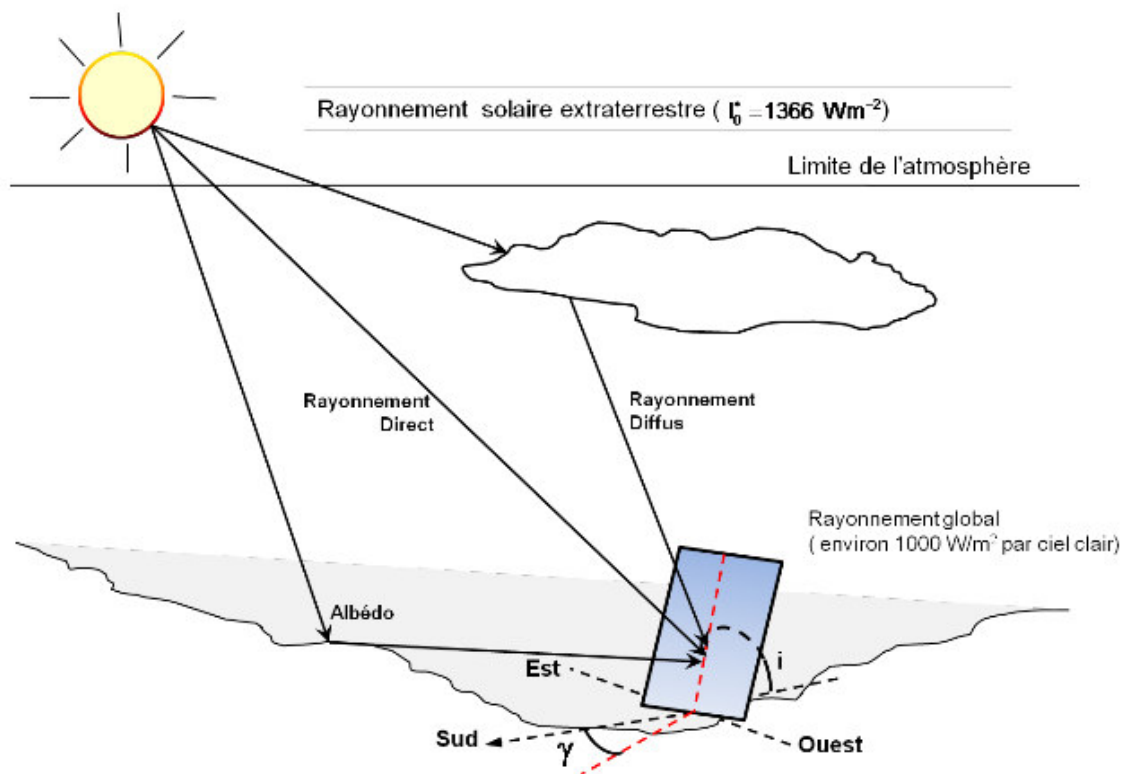 Rayonnement solaire extraterrestre ( I₀* = 1366 Wm⁻²)
Limite de l'atmosphère
Rayonnement
Direct
Rayonnement
Diffus
Rayonnement global
( environ 1000 W/m² par ciel clair)
Albédo
Est
i
Sud
γ
Ouest